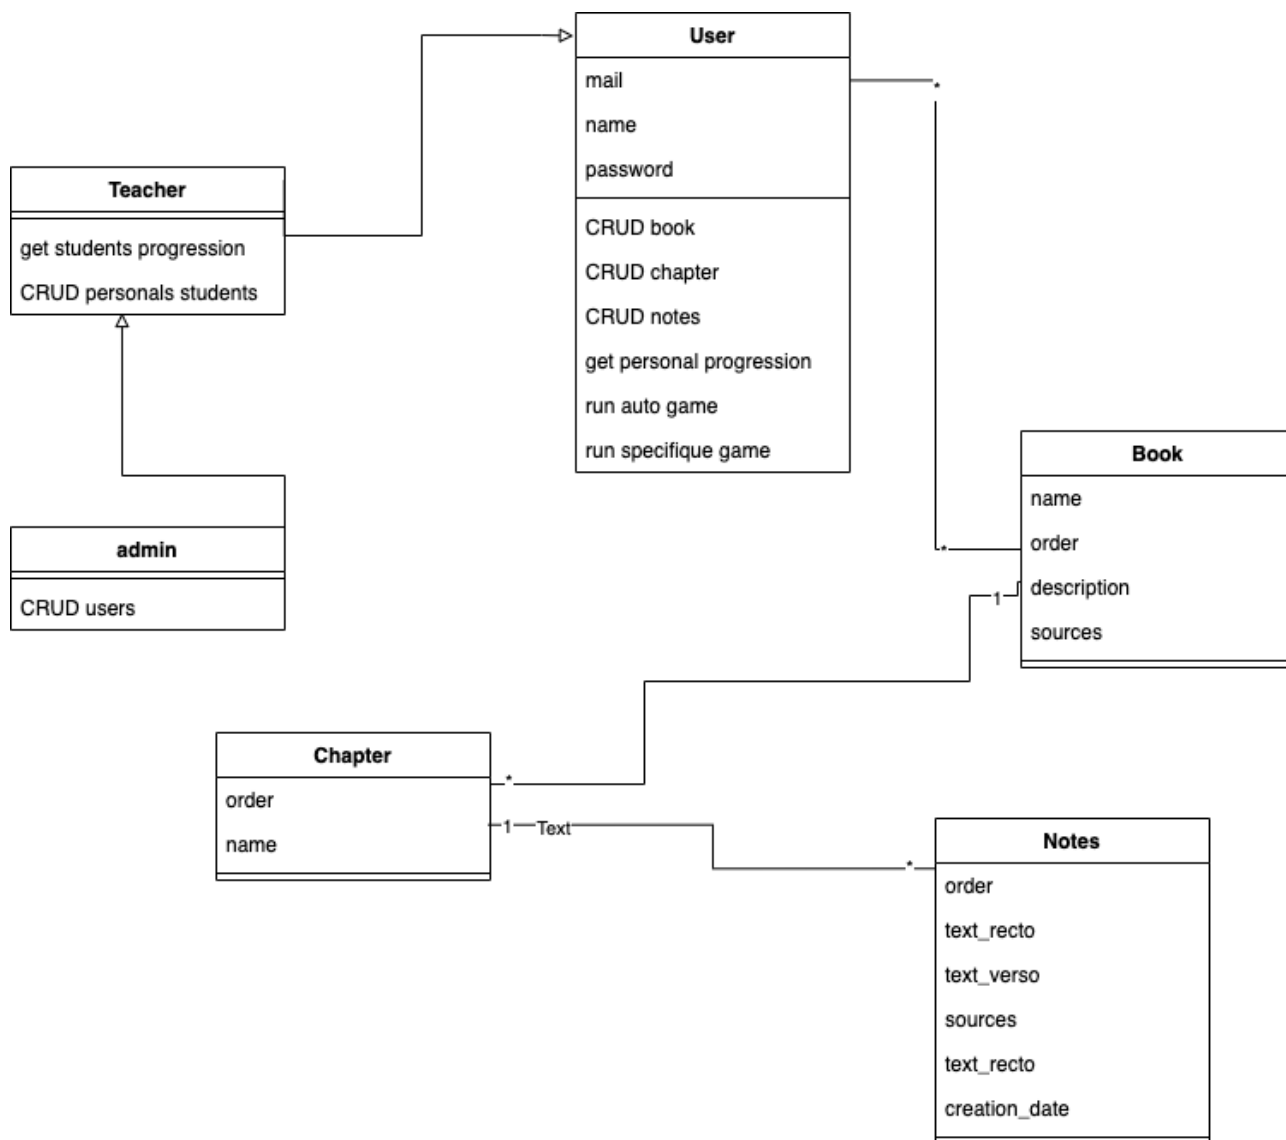 User
mail
name
password
CRUD book
CRUD chapter
CRUD notes
get personal progression
run auto game
run specifique game
*
*
Teacher
get students progression
CRUD personals students
admin
CRUD users
Book
name
order
description
sources
1
*
Chapter
order
name
1
Text
*
Notes
order
text_recto
text_verso
sources
text_recto
creation_date